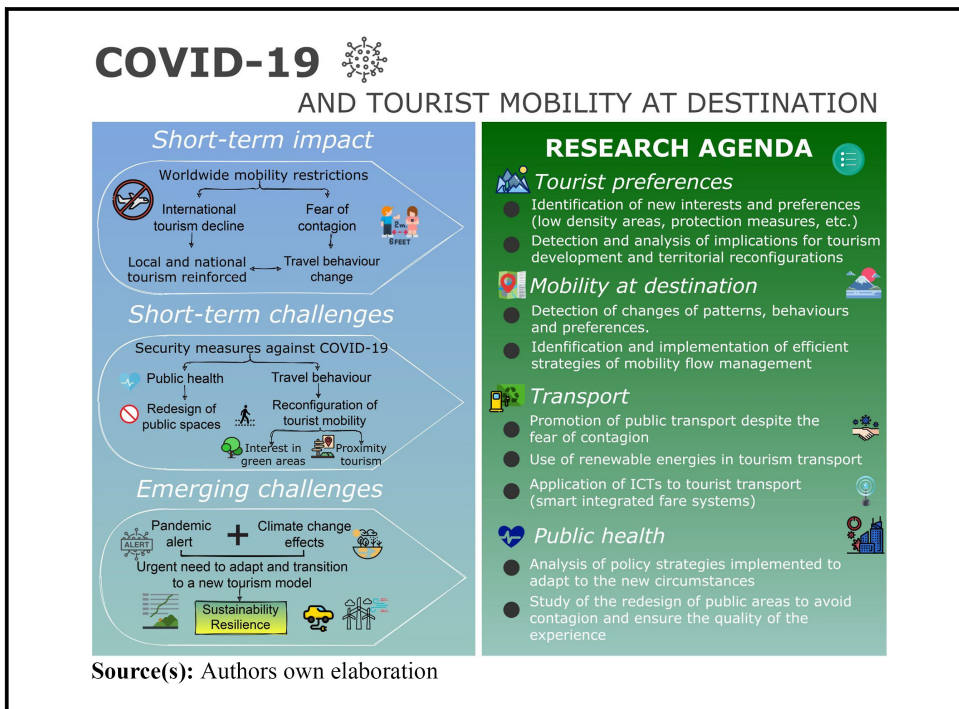 COVID-19
AND TOURIST MOBILITY AT DESTINATION
Short-term impact
Worldwide mobility restrictions
International
tourism decline
Fear of
contagion
2m.
6FEET
Local and national
tourism reinforced
Travel behaviour
change
Short-term challenges
Security measures against COVID-19
Public health
Travel behaviour
Redesign of
public spaces
Reconfiguration of
tourist mobility
Interest in
green areas
Proximity
tourism
Emerging challenges
ALERT
Pandemic
alert
+
Climate change
effects
Urgent need to adapt and transition
to a new tourism model
Sustainability
Resilience
RESEARCH AGENDA
Tourist preferences
● Identification of new interests and preferences
(low density areas, protection measures, etc.)
● Detection and analysis of implications for tourism
development and territorial reconfigurations
Mobility at destination
● Detection of changes of patterns, behaviours
and preferences.
● Idenfification and implementation of efficient
strategies of mobility flow management
Transport
● Promotion of public transport despite the
fear of contagion
● Use of renewable energies in tourism transport
● Application of ICTs to tourist transport
(smart integrated fare systems)
Public health
● Analysis of policy strategies implemented to
adapt to the new circumstances
● Study of the redesign of public areas to avoid
contagion and ensure the quality of the
experience
Source(s): Authors own elaboration